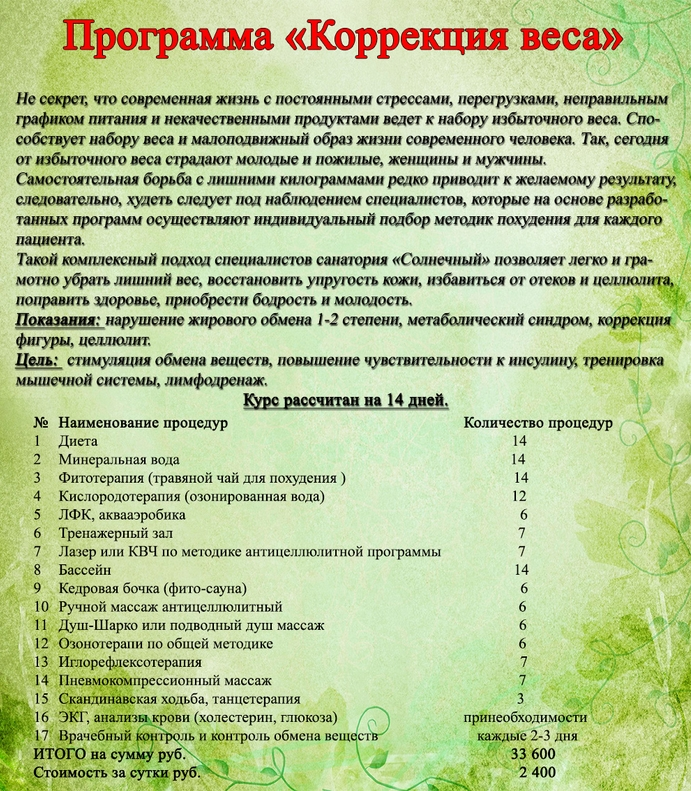 Программа «Коррекция веса»
Не секрет, что современная жизнь с постоянными стрессами, перегрузками, неправильным
графиком питания и некачественными продуктами ведет к набору избыточного веса. Спо-
собствует набору веса и малоподвижный образ жизни современного человека. Так, сегодня
от избыточного веса страдают молодые и пожилые, женщины и мужчины.
Самостоятельная борьба с лишними килограммами редко приводит к желаемому результату,
следовательно, худеть следует под наблюдением специалистов, которые на основе разрабо-
танных программ осуществляют индивидуальный подбор методик похудения для каждого
пациента.
Такой комплексный подход специалистов санатория «Солнечный» позволяет легко и гра-
мотно убрать лишний вес, восстановить упругость кожи, избавиться от отеков и целлюлита,
поправить здоровье, приобрести бодрость и молодость.
Показания: нарушение жирового обмена 1-2 степени, метаболический синдром, коррекция
фигуры, целлюлит.
Цель: стимуляция обмена веществ, повышение чувствительности к инсулину, тренировка
мышечной системы, лимфодренаж.
Курс рассчитан на 14 дней.
№ Наименование процедур Количество процедур
1 Диета 14
2 Минеральная вода 14
3 Фитотерапия (травяной чай для похудения ) 14
4 Кислородотерапия (озонированная вода) 12
5 ЛФК, аквааэробика 6
6 Тренажерный зал 7
7 Лазер или КВЧ по методике антицеллюлитной программы 7
8 Бассейн 14
9 Кедровая бочка (фито-сауна) 6
10 Ручной массаж антицеллюлитный 6
11 Душ-Шарко или подводный душ массаж 6
12 Озонотерапи по общей методике 6
13 Иглорефлексотерапия 7
14 Пневмокомпрессионный массаж 7
15 Скандинавская ходьба, танцетерапия 3
16 ЭКГ, анализы крови (холестерин, глюкоза) принеобходимости
17 Врачебный контроль и контроль обмена веществ каждые 2-3 дня
ИТОГО на сумму руб. 33 600
Стоимость за сутки руб. 2 400